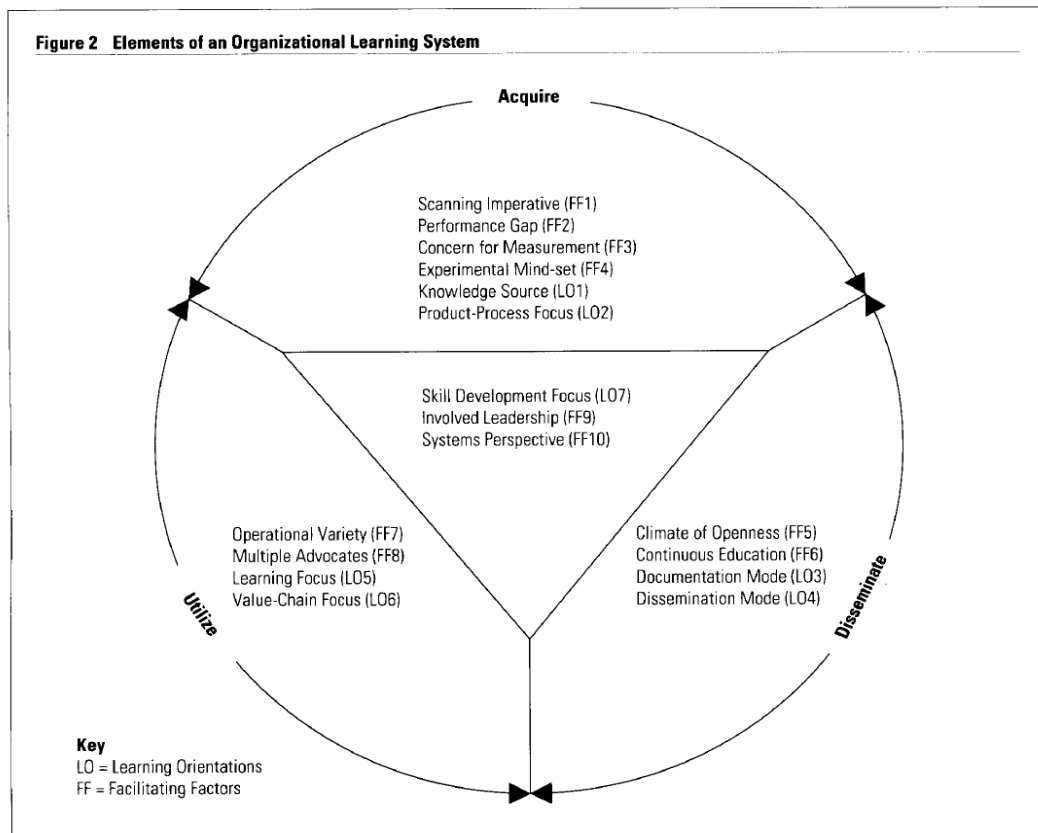 Figure 2 Elements of an Organizational Learning System
Acquire
Scanning Imperative (FF1)
Performance Gap (FF2)
Concern for Measurement (FF3)
Experimental Mind-set (FF4)
Knowledge Source (LO1)
Product-Process Focus (LO2)
Skill Development Focus (LO7)
Involved Leadership (FF9)
Systems Perspective (FF10)
Operational Variety (FF7)
Multiple Advocates (FF8)
Learning Focus (LO5)
Value-Chain Focus (LO6)
Utilize
Climate of Openness (FF5)
Continuous Education (FF6)
Documentation Mode (LO3)
Dissemination Mode (LO4)
Disseminate
Key
LO = Learning Orientations
FF = Facilitating Factors